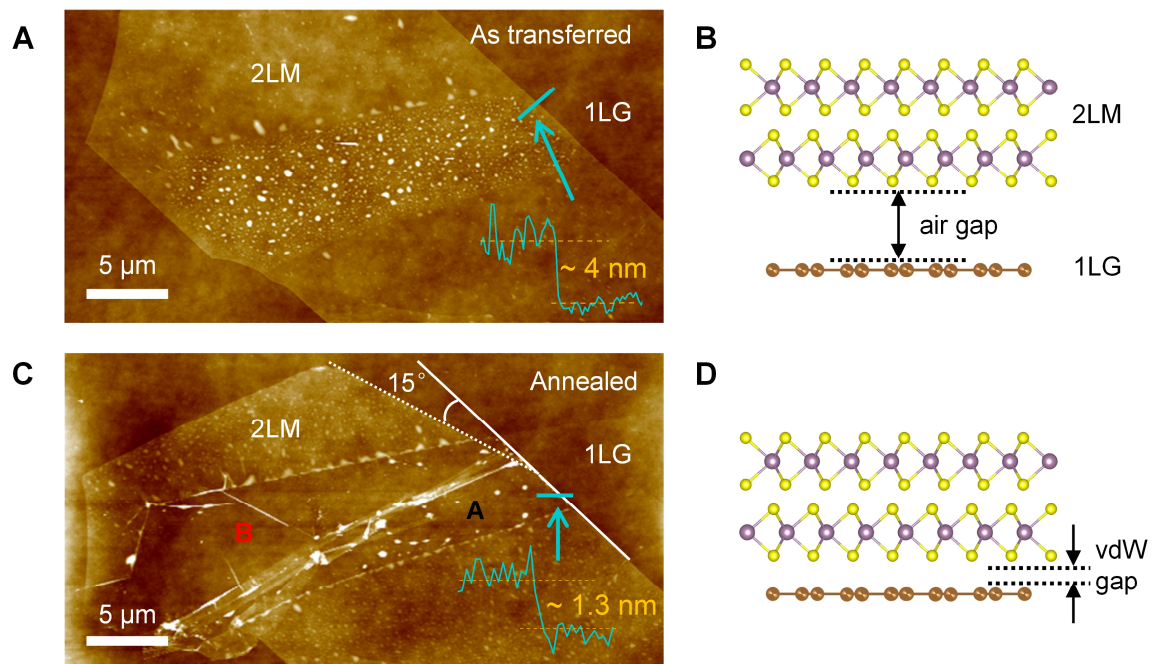 A
As transferred
2LM
1LG
~ 4 nm
5 μm
B
2LM
air gap
1LG
C
15°
Annealed
2LM
1LG
A
B
~ 1.3 nm
5 μm
D
vdW
gap